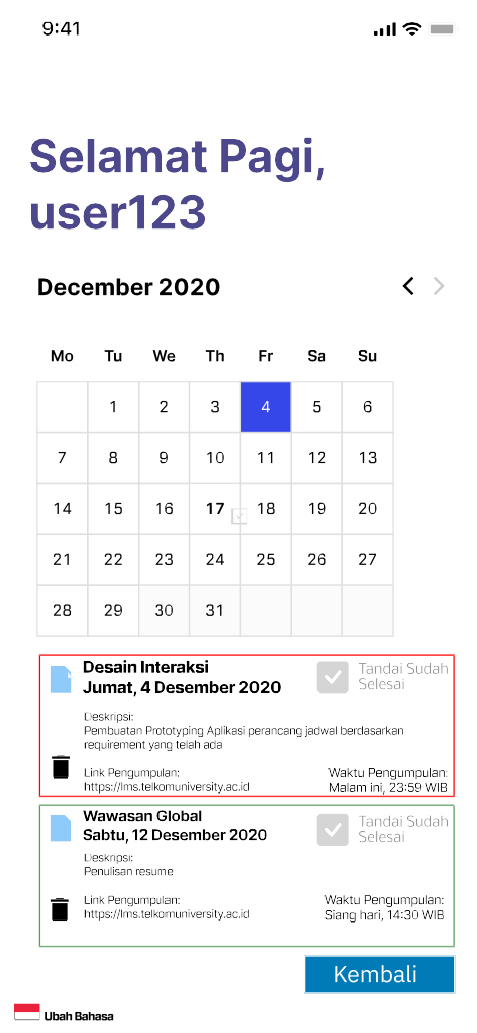 9:41
Selamat Pagi,
user123
December 2020
Mo Tu We Th Fr Sa Su
1 2 3 4 5 6
7 8 9 10 11 12 13
14 15 16 17 18 19 20
21 22 23 24 25 26 27
28 29 30 31
Desain Interaksi
Jumat, 4 Desember 2020
Tandai Sudah
Selesai
Deskripsi:
Pembuatan Prototyping Aplikasi perancang jadwal berdasarkan
requirement yang telah ada
Link Pengumpulan:
https://lms.telkomuniversity.ac.id
Waktu Pengumpulan:
Malam ini, 23:59 WIB
Wawasan Global
Sabtu, 12 Desember 2020
Tandai Sudah
Selesai
Deskripsi:
Penulisan resume
Link Pengumpulan:
https://lms.telkomuniversity.ac.id
Waktu Pengumpulan:
Siang hari, 14:30 WIB
Kembali
Ubah Bahasa